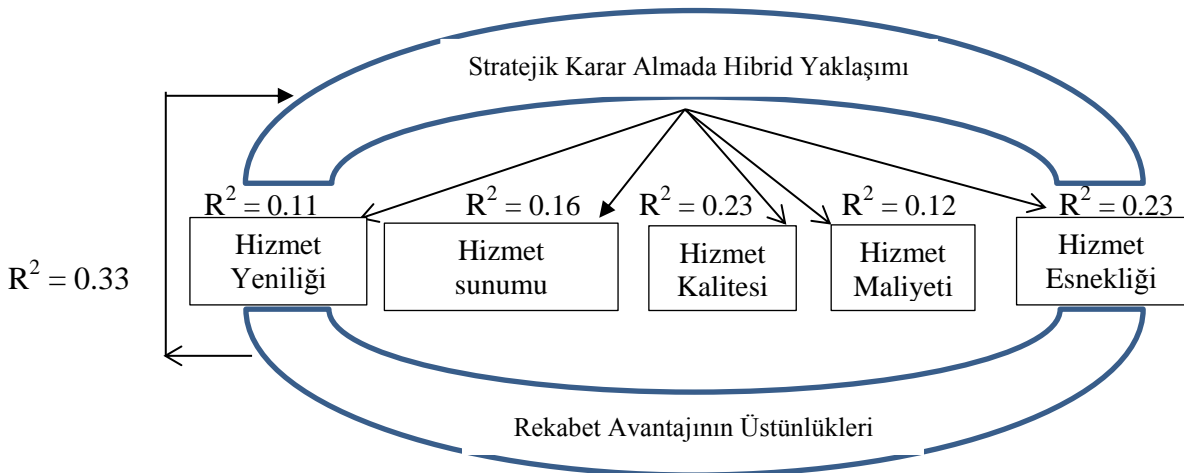 Stratejik Karar Almada Hibrid Yaklaşımı
R² = 0.11
R² = 0.16
R² = 0.23
R² = 0.12
R² = 0.23
Hizmet
Yeniliği
Hizmet
sunumu
Hizmet
Kalitesi
Hizmet
Maliyeti
Hizmet
Esnekliği
R² = 0.33
Rekabet Avantajının Üstünlükleri